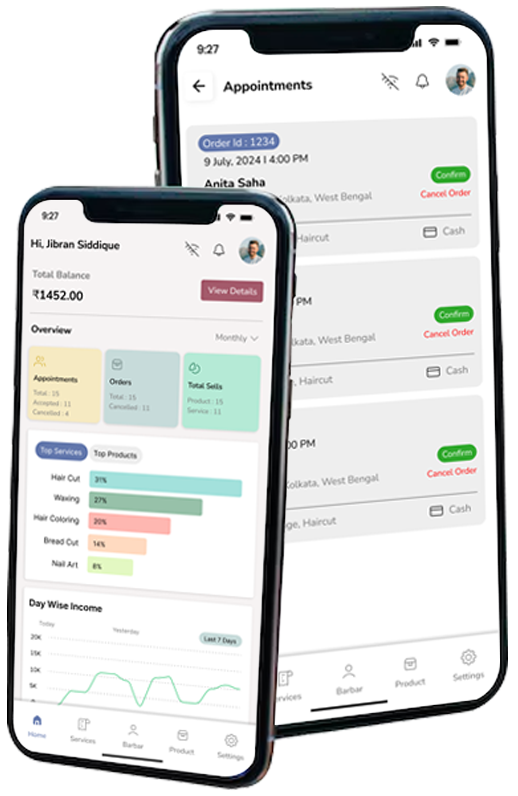 9:27
Appointments
Order Id : 1234
9 July, 2024 I 4:00 PM
Anita Saha
Kolkata, West Bengal
Confirm
Cancel Order
Haircut
Cash
PM
Confirm
lkata, West Bengal
Cancel Order
, Haircut
Cash
00 PM
Confirm
Kolkata, West Bengal
Cancel Order
ge, Haircut
Cash
ervices
Barbar
Product
Settings
9:27
Hi, Jibran Siddique
Total Balance
₹1452.00
View Details
Overview
Monthly
Appointments
Total : 15
Accepted : 11
Cancelled : 4
Orders
Total : 15
Cancelled : 11
Total Sells
Product : 15
Service : 11
Top Services
Top Products
Hair Cut
31%
Waxing
27%
Hair Coloring
20%
Bread Cut
14%
Nail Art
8%
Day Wise Income
Today
Yesterday
Last 7 Days
20K
15K
10K
5K
0
Home
Services
Barbar
Product
Settings